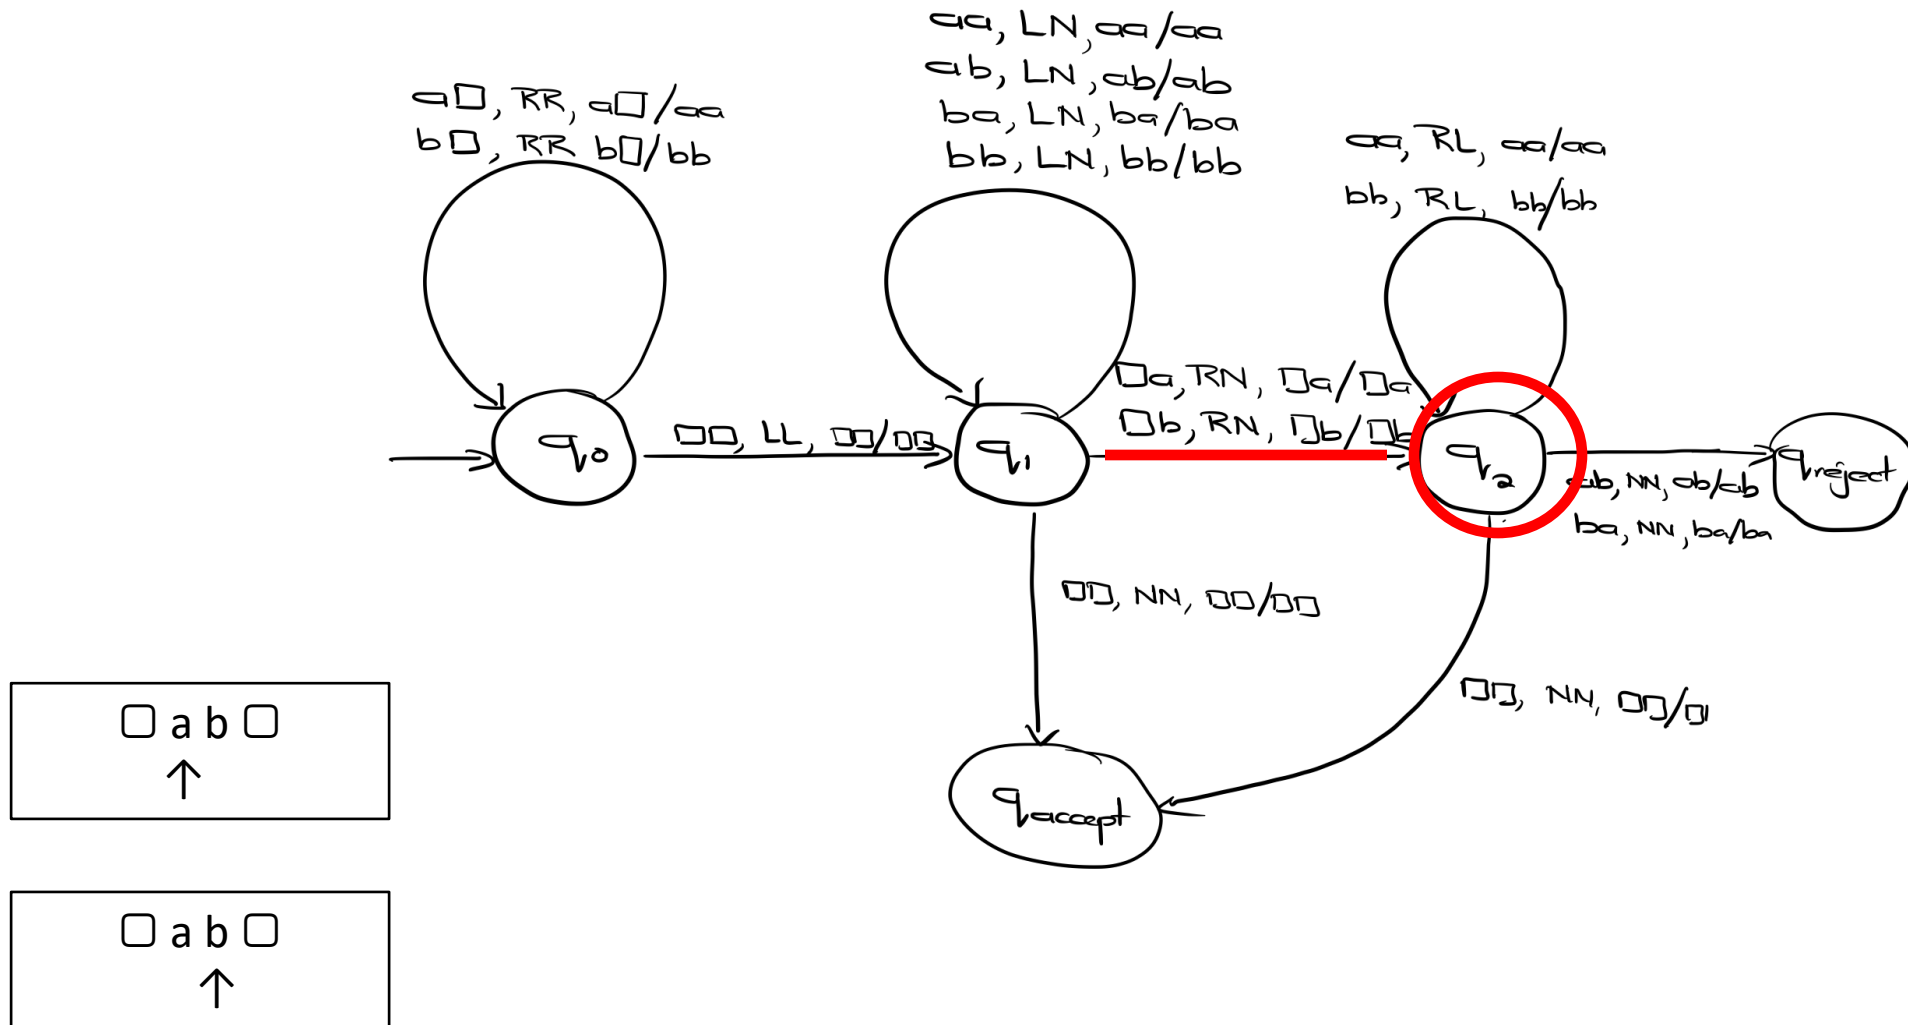 aa, LN, aa/aa
ab, LN, ab/ab
ba, LN, ba/ba
bb, LN, bb/bb
a□, RR, a□/aa
b□, RR b□/bb
aa, RL, aa/aa
bb, RL, bb/bb
□a, RN, □a/□a
□b, RN, □b/□b
q0
□□, LL, □□/□□
q1
q2
qreject
ab, NN, ab/ab
ba, NN, ba/ba
□□, NN, □□/□□
□□, NN, □□/□
qaccept
□ a b □
↑
□ a b □
↑